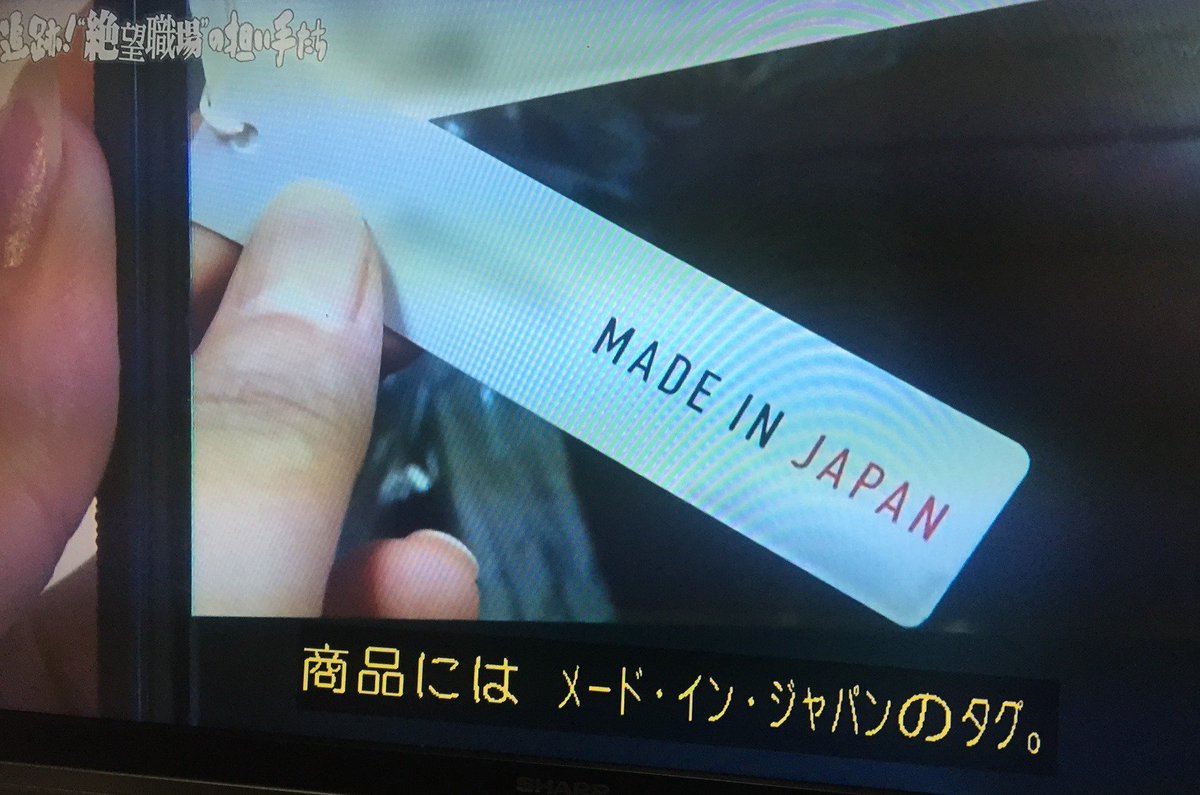 追跡！“絶望職場”の担い手たち
MADE IN JAPAN
商品には メード・イン・ジャパンのタグ。
SHARP